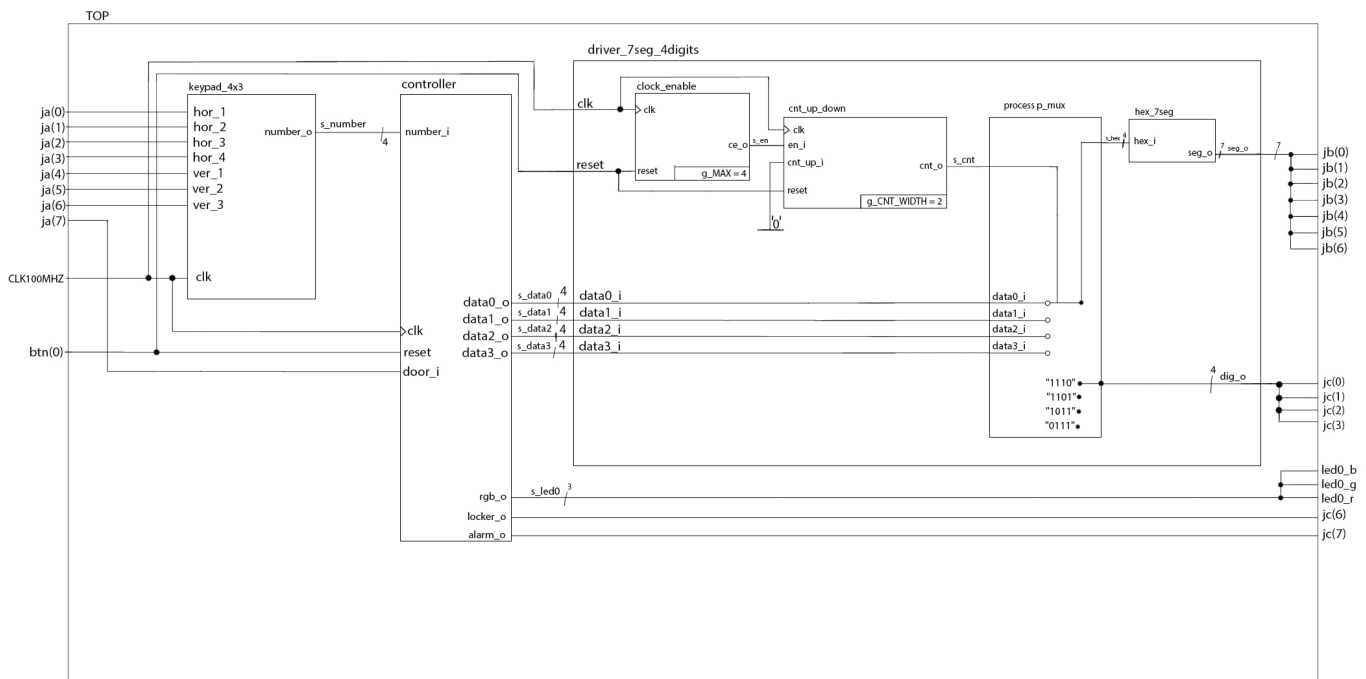 TOP
driver_7seg_4digits
keypad_4x3
controller
clock_enable
cnt_up_down
process p_mux
hex_7seg
ja(0)
ja(1)
ja(2)
ja(3)
ja(4)
ja(5)
ja(6)
ja(7)
CLK100MHZ
btn(0)
hor_1
hor_2
hor_3
hor_4
ver_1
ver_2
ver_3
clk
number_o
s_number
4
number_i
clk
reset
door_i
data0_o
data1_o
data2_o
data3_o
rgb_o
locker_o
alarm_o
s_data0 4
s_data1 4
s_data2 4
s_data3 4
s_led0 3
clk
reset
data0_i
data1_i
data2_i
data3_i
clk
ce_o
reset
g_MAX = 4
s_en
clk
en_i
cnt_up_i
reset
cnt_o
g_CNT_WIDTH = 2
'0'
s_cnt
data0_i
data1_i
data2_i
data3_i
"1110"
"1101"
"1011"
"0111"
s_hex 4
hex_i
seg_o
7 seg_o 7
4 dig_o
jb(0)
jb(1)
jb(2)
jb(3)
jb(4)
jb(5)
jb(6)
jc(0)
jc(1)
jc(2)
jc(3)
led0_b
led0_g
led0_r
jc(6)
jc(7)